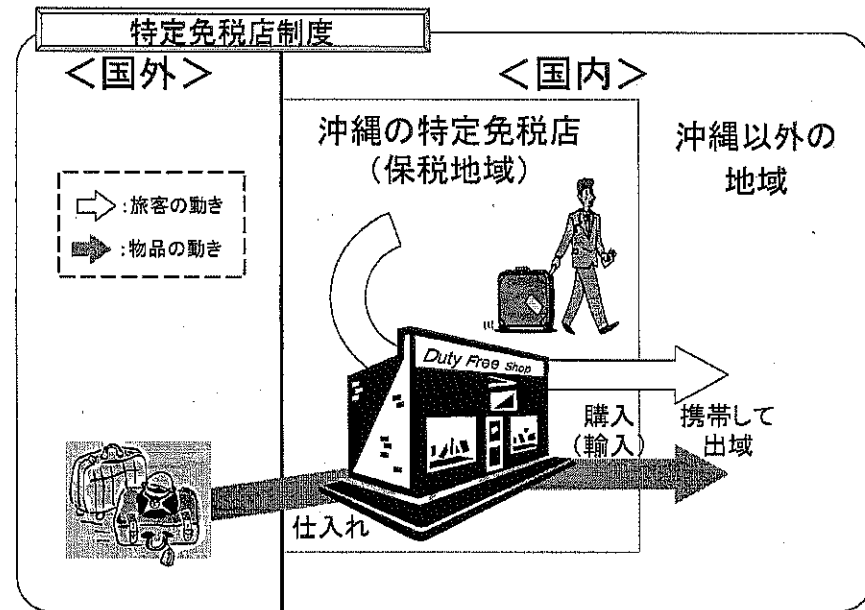 特定免税店制度
＜国外＞
＜国内＞
沖縄の特定免税店
（保税地域）
沖縄以外の
地域
:旅客の動き
:物品の動き
Duty Free Shop
購入
（輸入）
携帯して
出域
仕入れ